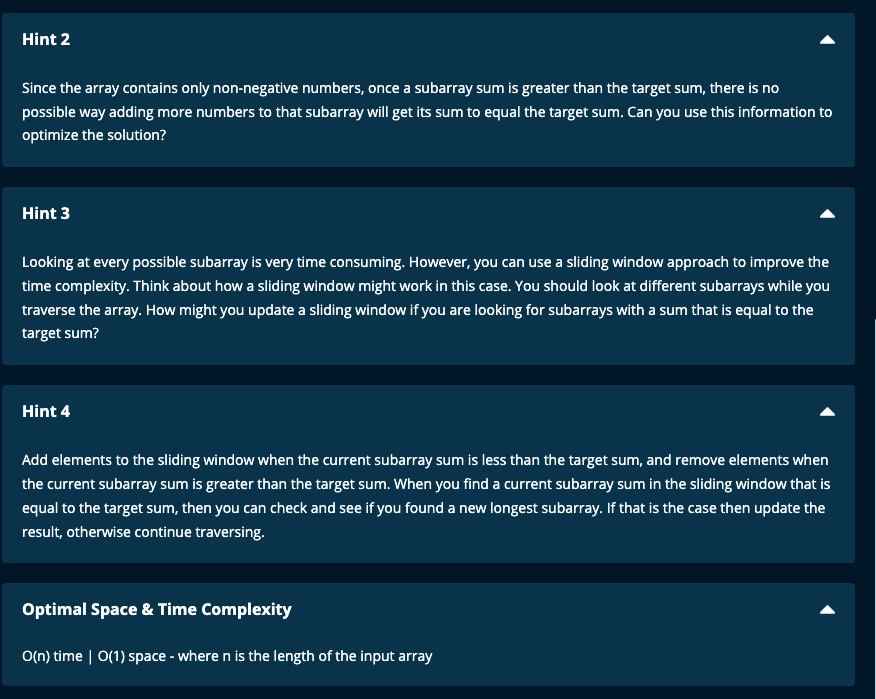 Hint 2
Since the array contains only non-negative numbers, once a subarray sum is greater than the target sum, there is no
possible way adding more numbers to that subarray will get its sum to equal the target sum. Can you use this information to
optimize the solution?
Hint 3
Looking at every possible subarray is very time consuming. However, you can use a sliding window approach to improve the
time complexity. Think about how a sliding window might work in this case. You should look at different subarrays while you
traverse the array. How might you update a sliding window if you are looking for subarrays with a sum that is equal to the
target sum?
Hint 4
Add elements to the sliding window when the current subarray sum is less than the target sum, and remove elements when
the current subarray sum is greater than the target sum. When you find a current subarray sum in the sliding window that is
equal to the target sum, then you can check and see if you found a new longest subarray. If that is the case then update the
result, otherwise continue traversing.
Optimal Space & Time Complexity
O(n) time | O(1) space - where n is the length of the input array